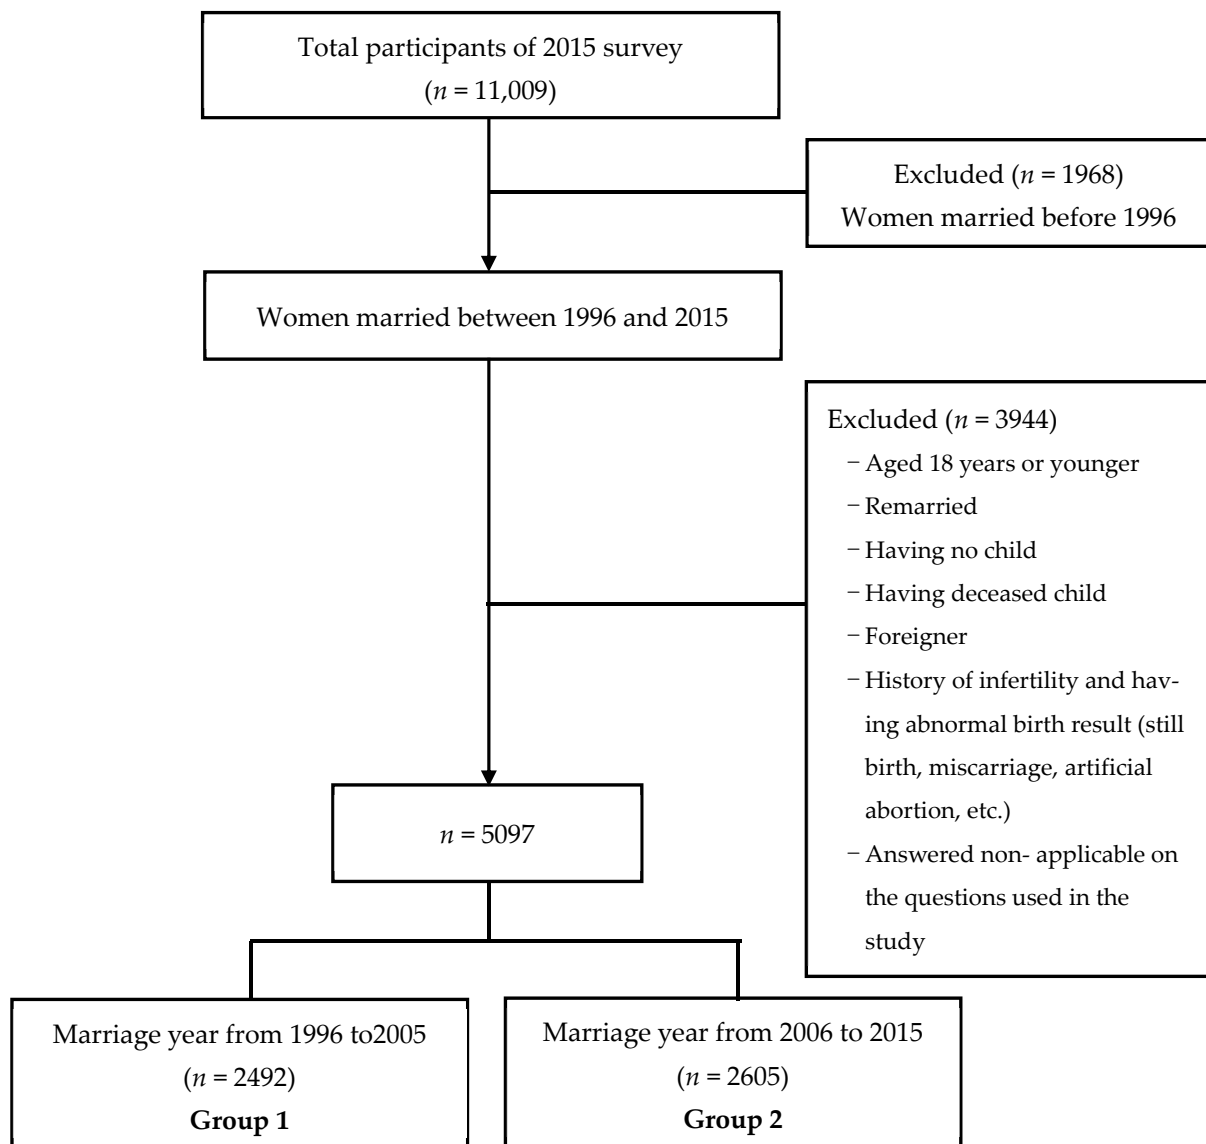 Total participants of 2015 survey
(n = 11,009)
Excluded (n = 1968)
Women married before 1996
Women married between 1996 and 2015
Excluded (n = 3944)
− Aged 18 years or younger
− Remarried
− Having no child
− Having deceased child
− Foreigner
− History of infertility and hav-
ing abnormal birth result (still
birth, miscarriage, artificial
abortion, etc.)
− Answered non- applicable on
the questions used in the
study
n = 5097
Marriage year from 1996 to2005
(n = 2492)
Group 1
Marriage year from 2006 to 2015
(n = 2605)
Group 2